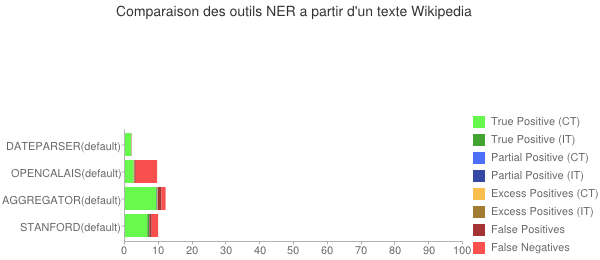 Comparaison des outils NER a partir d'un texte Wikipedia
DATEPARSER(default)
OPENCALAIS(default)
AGGREGATOR(default)
STANFORD(default)
0 10 20 30 40 50 60 70 80 90 100
True Positive (CT)
True Positive (IT)
Partial Positive (CT)
Partial Positive (IT)
Excess Positives (CT)
Excess Positives (IT)
False Positives
False Negatives